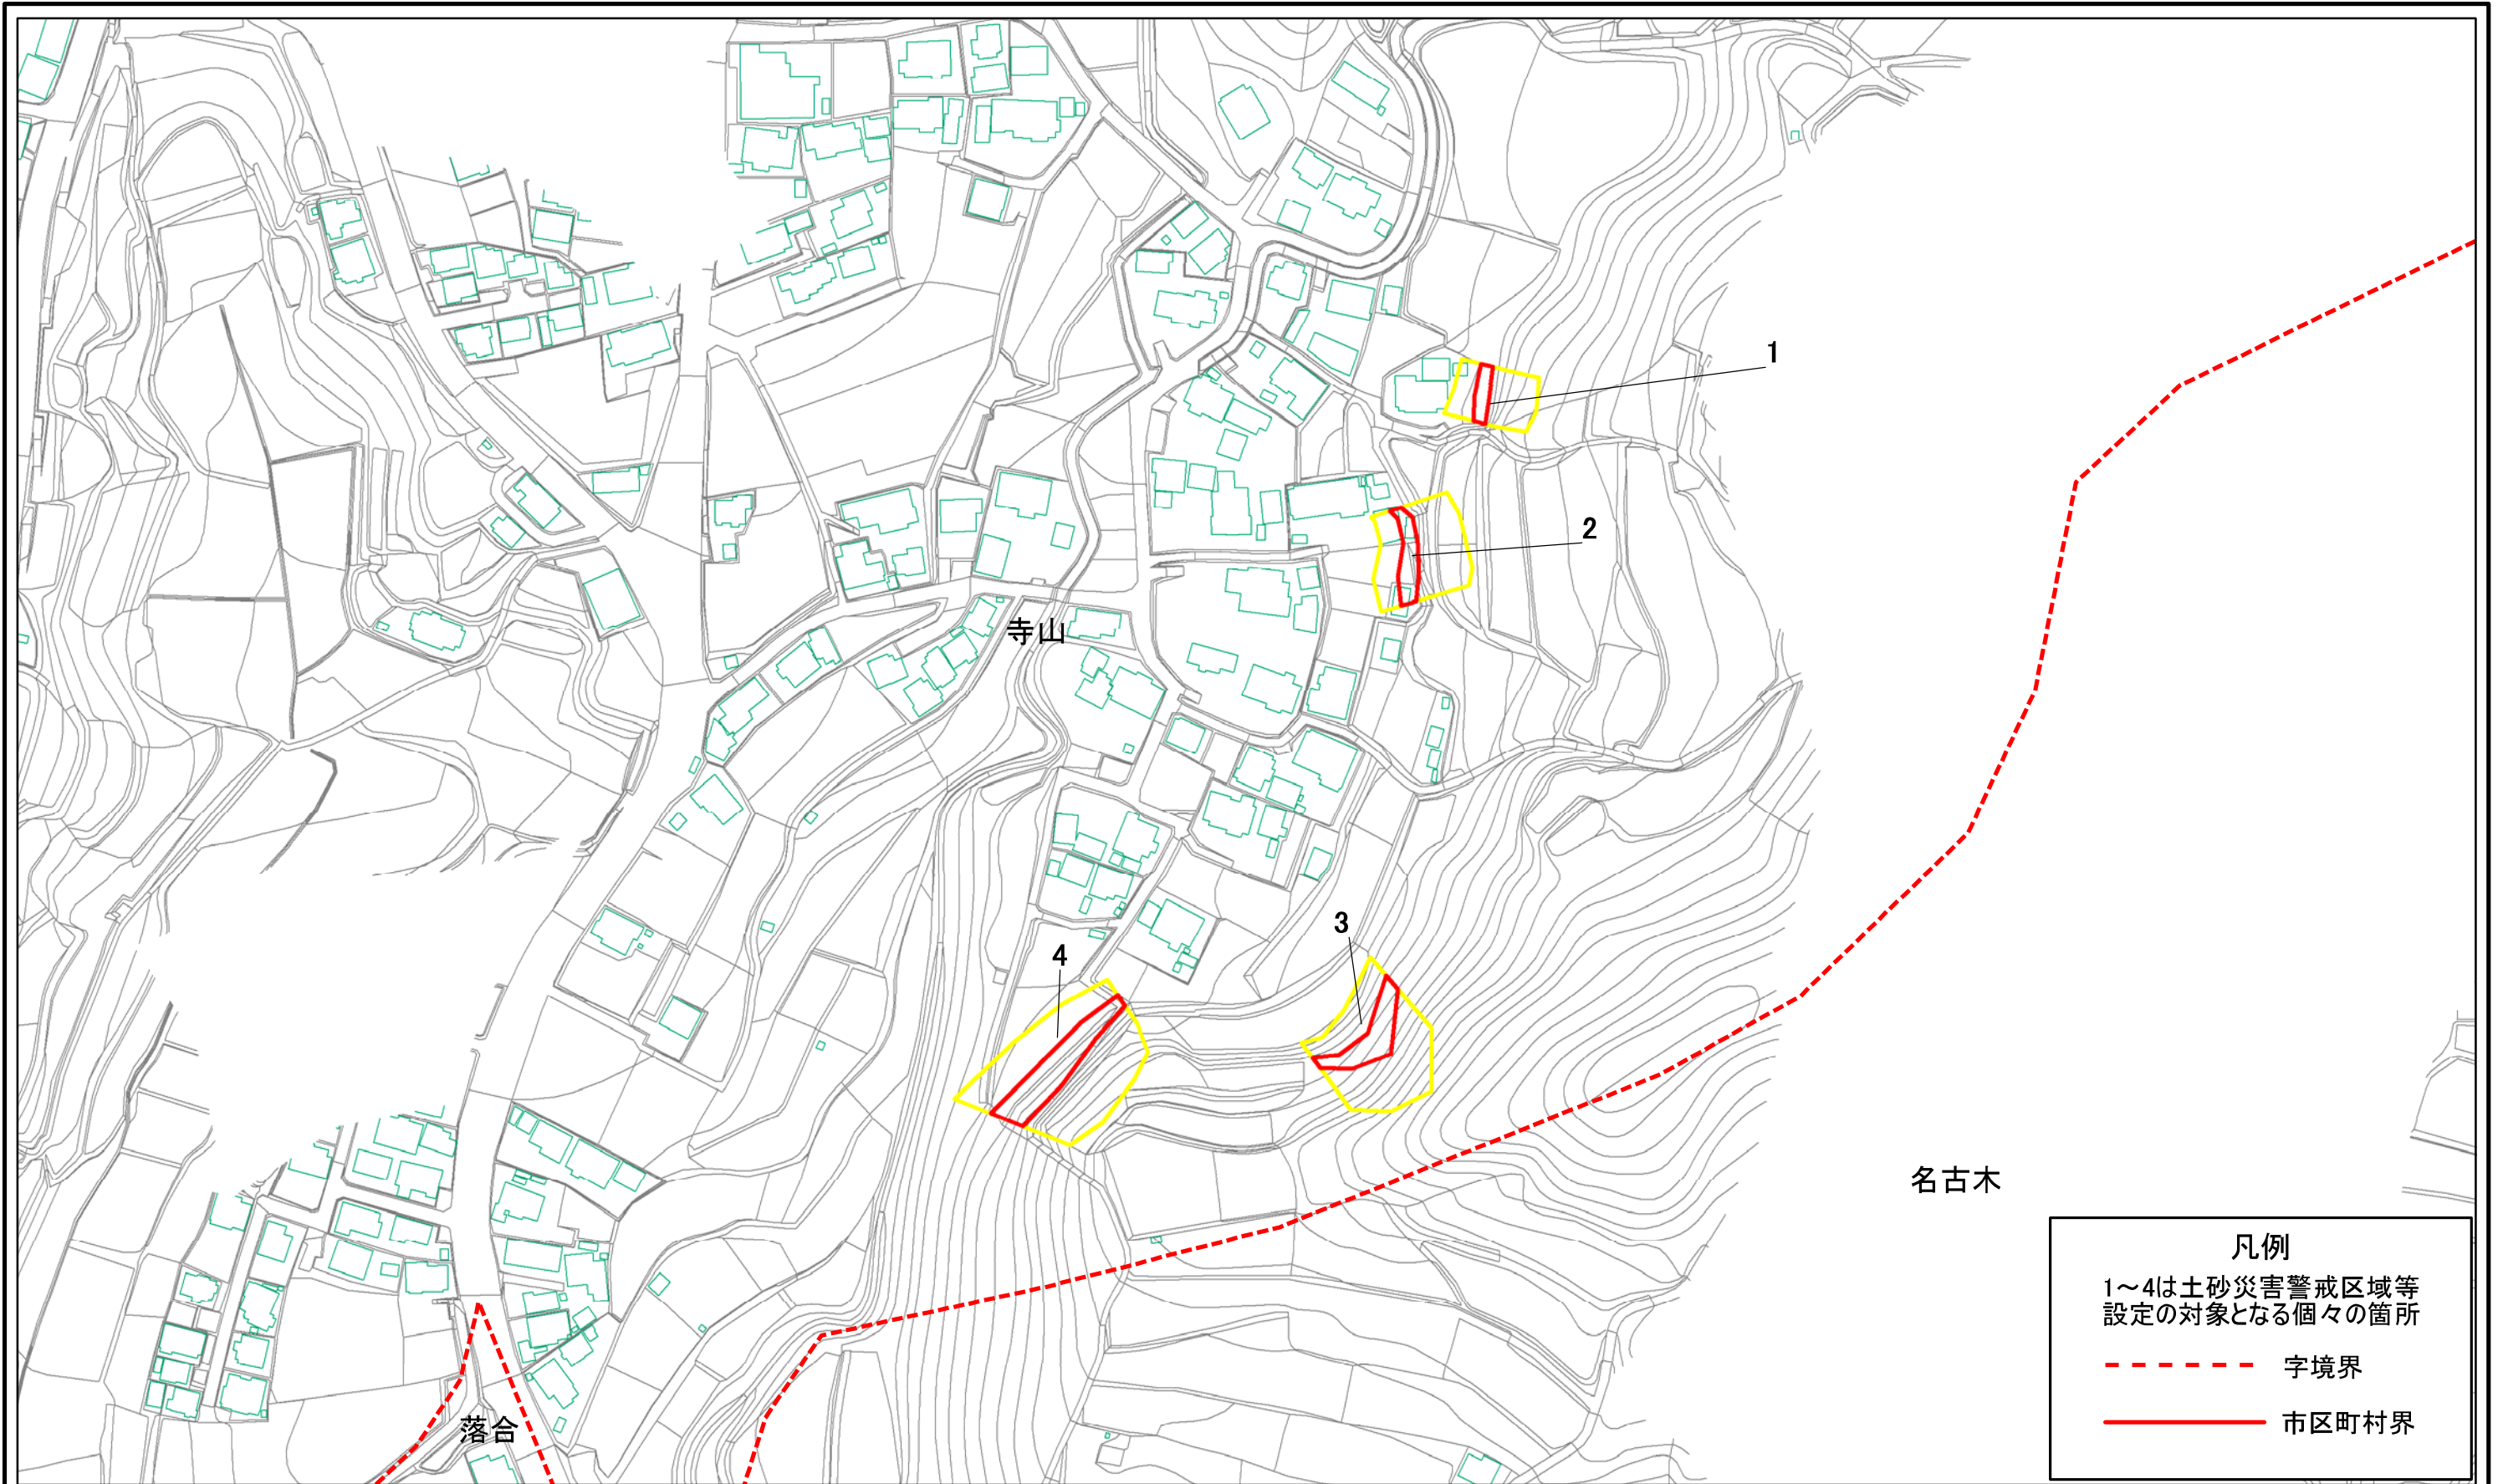 1
2
寺山
3
4
名古木
凡例
1～4は土砂災害警戒区域等
設定の対象となる個々の箇所
字境界
市区町村界
落合